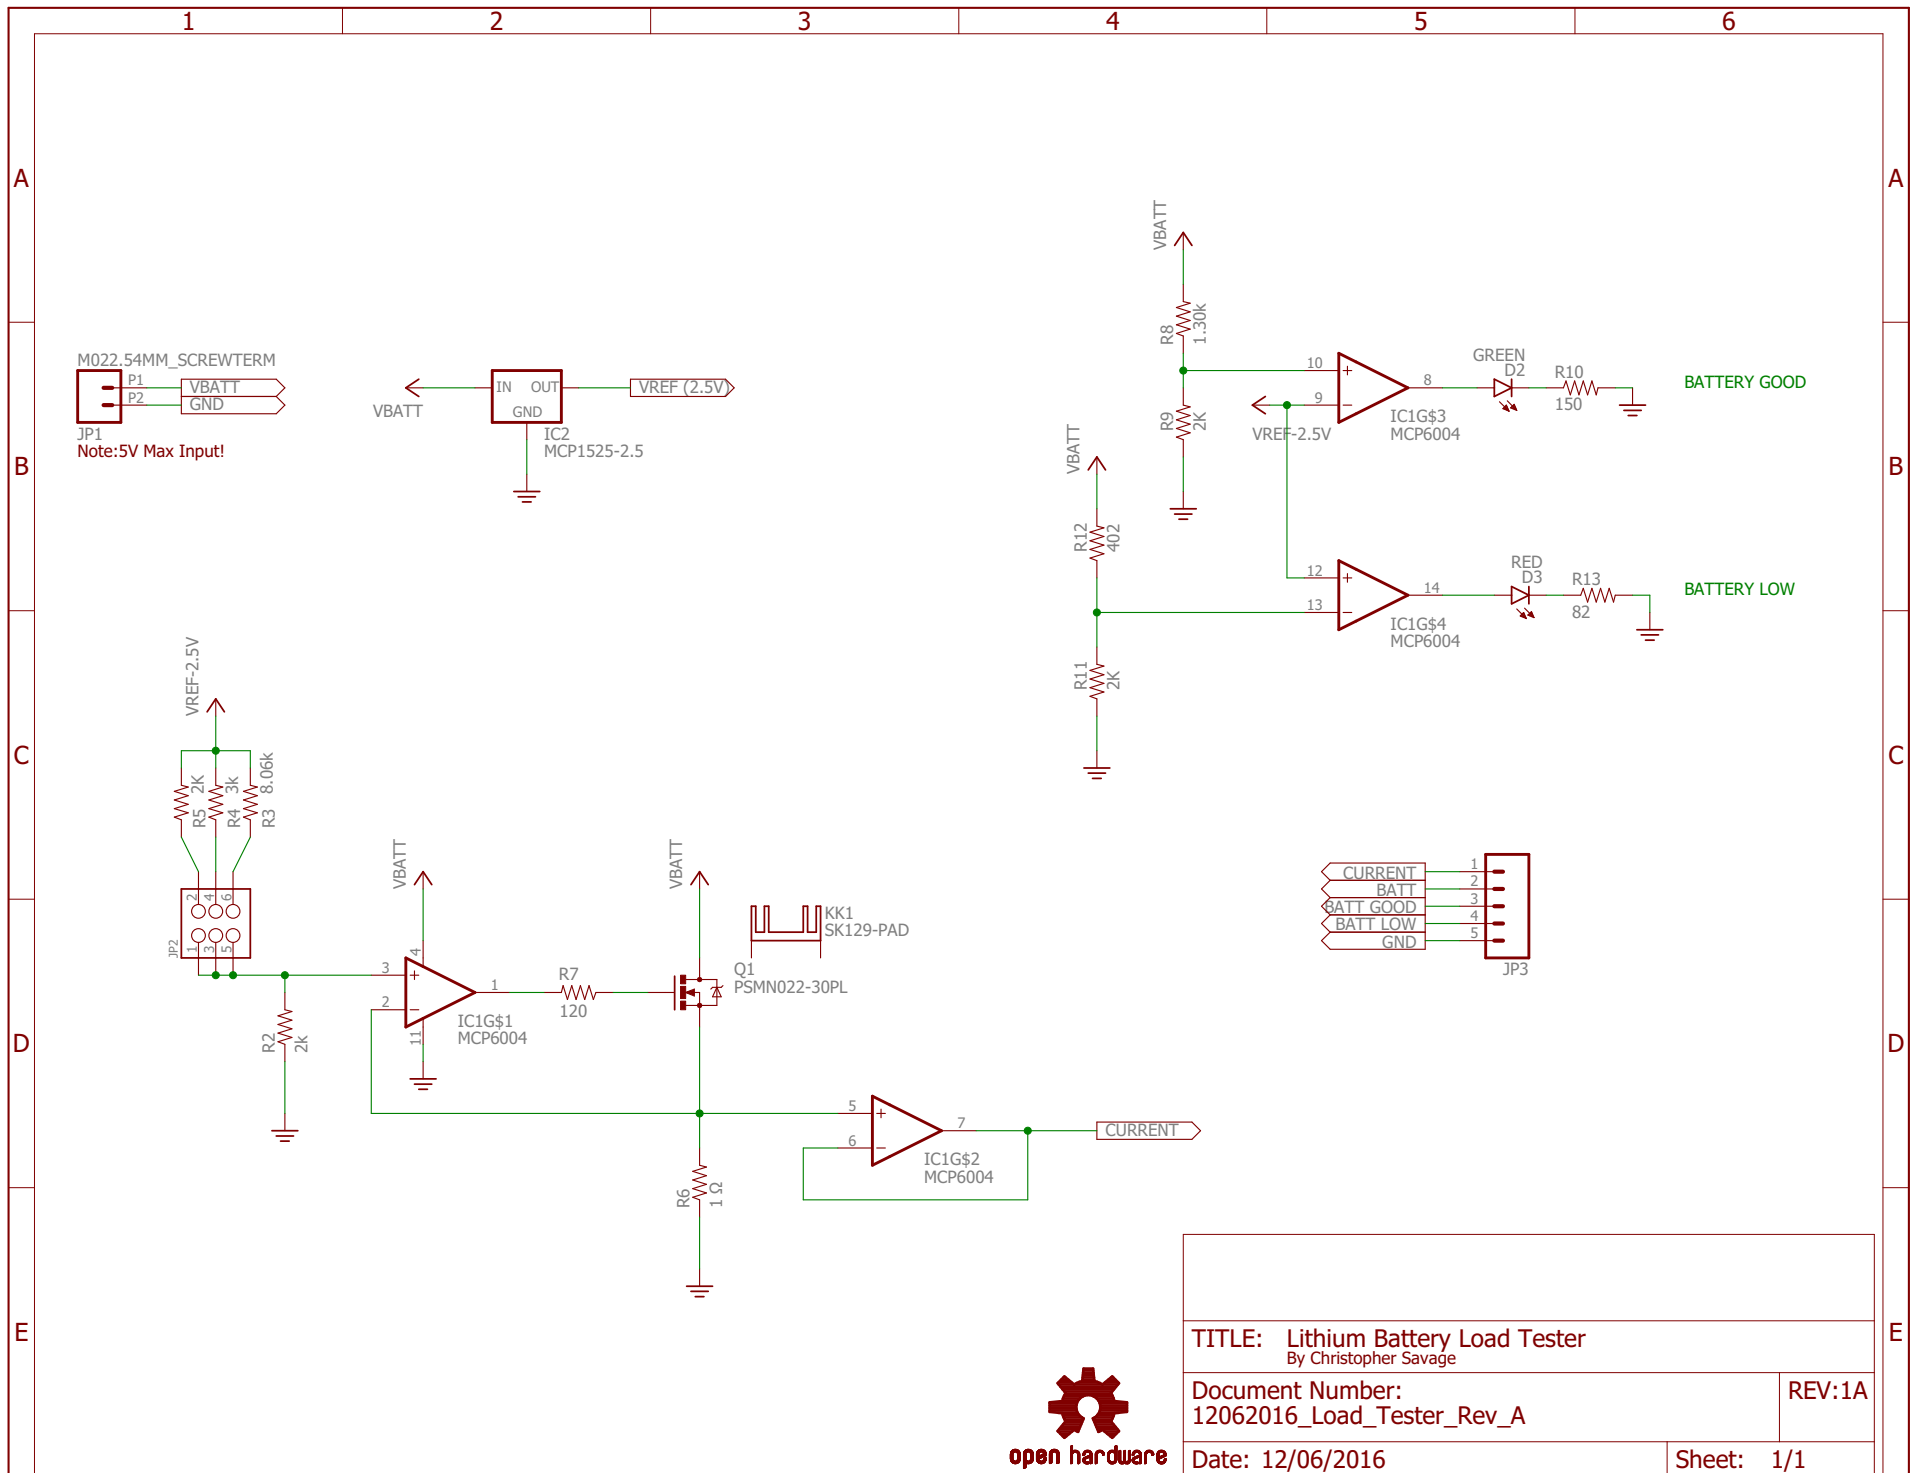 1 2 3 4 5 6
A
A
VBATT
R8
1.30k
M022.54MM_SCREWTERM
P1
VBATT
P2
GND
JP1
Note:5V Max Input!
VBATT
IN
OUT
GND
VREF (2.5V)
IC2
MCP1525-2.5
10
+
9
−
8
VREF-2.5V
IC1G$3
MCP6004
GREEN
D2
R10
150
BATTERY GOOD
R9
2K
B
B
VBATT
R12
402
12
+
13
−
14
IC1G$4
MCP6004
RED
D3
R13
82
BATTERY LOW
R11
2K
C
C
VREF-2.5V
R5
2K
R4
3k
R3
8.06k
2
4
6
1
3
5
JP2
R2
2k
VBATT
3
+
2
−
4
11
1
IC1G$1
MCP6004
R7
120
VBATT
KK1
SK129-PAD
Q1
PSMN022-30PL
CURRENT
1
BATT
2
BATT GOOD
3
BATT LOW
4
GND
5
JP3
D
D
5
+
6
−
7
IC1G$2
MCP6004
CURRENT
R6
1 Ω
E
E
TITLE: Lithium Battery Load Tester
By Christopher Savage
Document Number:
12062016_Load_Tester_Rev_A
REV:1A
Date: 12/06/2016
Sheet: 1/1
open hardware